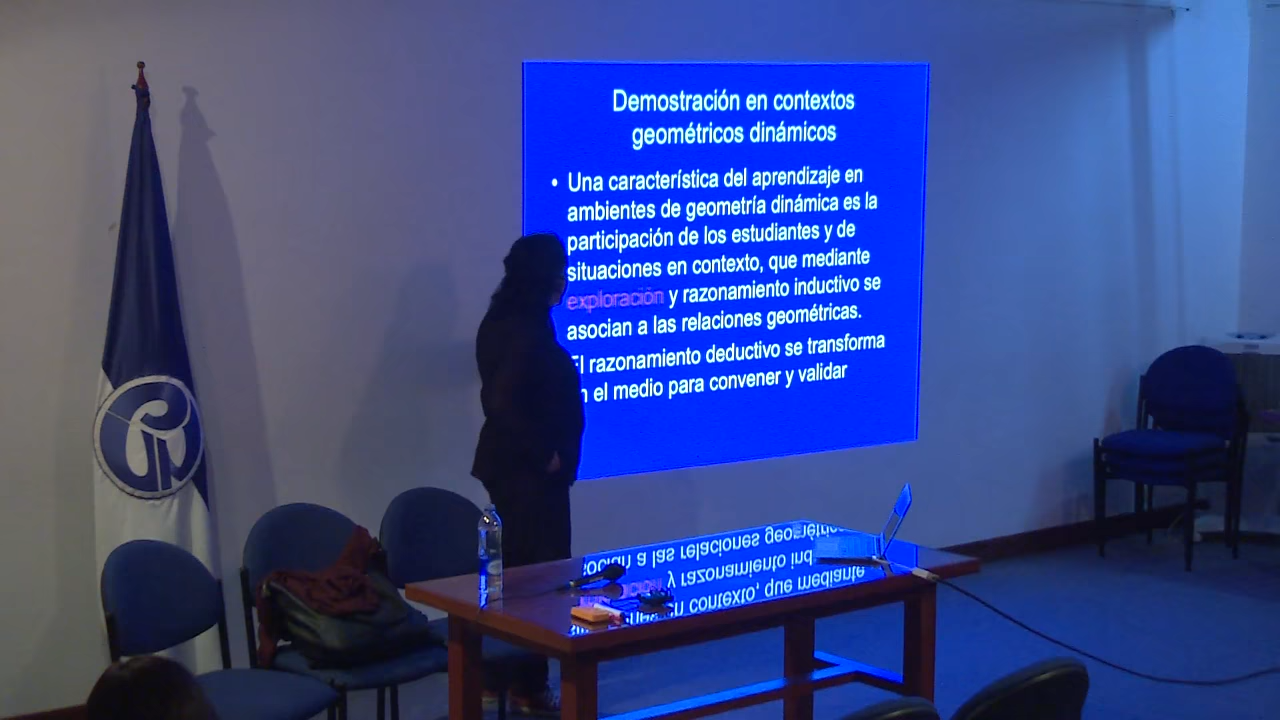 Demostración en contextos
geométricos dinámicos
• Una característica del aprendizaje en
ambientes de geometría dinámica es la
participación de los estudiantes y de
situaciones en contexto, que mediante
exploración y razonamiento inductivo se
asocian a las relaciones geométricas.
El razonamiento deductivo se transforma
en el medio para convener y validar